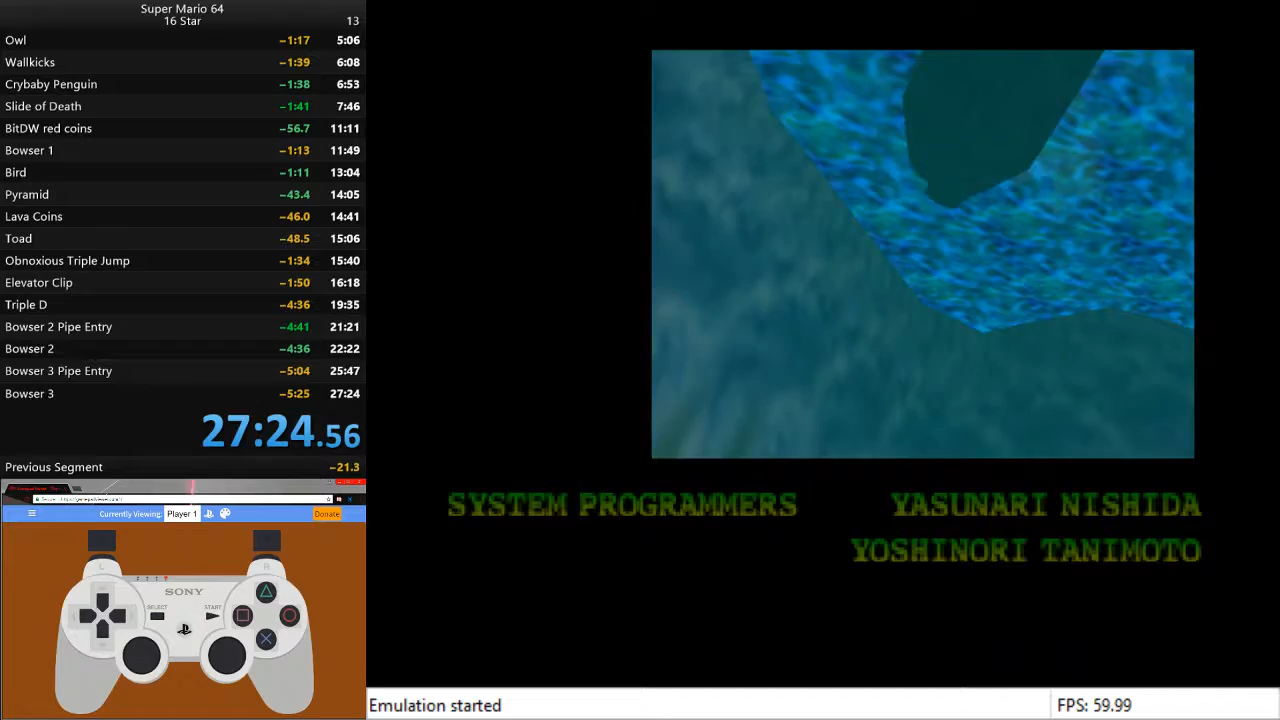 Super Mario 64
16 Star 13
Owl −1:17 5:06
Wallkicks −1:39 6:08
Crybaby Penguin −1:38 6:53
Slide of Death −1:41 7:46
BitDW red coins −56.7 11:11
Bowser 1 −1:13 11:49
Bird −1:11 13:04
Pyramid −43.4 14:05
Lava Coins −46.0 14:41
Toad −48.5 15:06
Obnoxious Triple Jump −1:34 15:40
Elevator Clip −1:50 16:18
Triple D −4:36 19:35
Bowser 2 Pipe Entry −4:41 21:21
Bowser 2 −4:36 22:22
Bowser 3 Pipe Entry −5:04 25:47
Bowser 3 −5:25 27:24
27:24.56
Previous Segment −21.3
Currently Viewing: Player 1 Donate
L R
SONY
SELECT START
SYSTEM PROGRAMMERS YASUNARI NISHIDA
YOSHINORI TANIMOTO
Emulation started FPS: 59.99